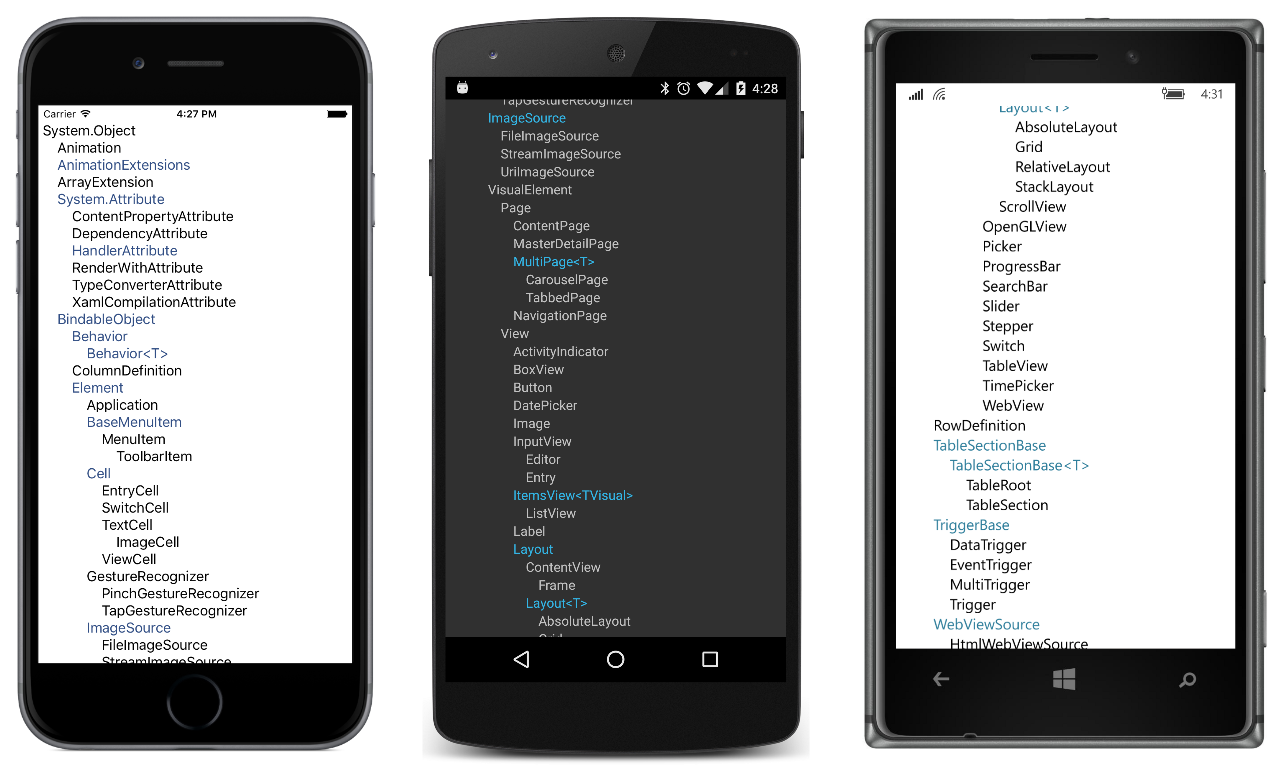 Carrier 4:27 PM
System.Object
Animation
AnimationExtensions
ArrayExtension
System.Attribute
ContentPropertyAttribute
DependencyAttribute
HandlerAttribute
RenderWithAttribute
TypeConverterAttribute
XamlCompilationAttribute
BindableObject
Behavior
Behavior<T>
ColumnDefinition
Element
Application
BaseMenuItem
MenuItem
ToolbarItem
Cell
EntryCell
SwitchCell
TextCell
ImageCell
ViewCell
GestureRecognizer
PinchGestureRecognizer
TapGestureRecognizer
ImageSource
FileImageSource
StreamImageSource
4:28
TapGestureRecognizer
ImageSource
FileImageSource
StreamImageSource
UriImageSource
VisualElement
Page
ContentPage
MasterDetailPage
MultiPage<T>
CarouselPage
TabbedPage
NavigationPage
View
ActivityIndicator
BoxView
Button
DatePicker
Image
InputView
Editor
Entry
ItemsView<TVisual>
ListView
Label
Layout
ContentView
Frame
Layout<T>
AbsoluteLayout
Grid
4:31
Layout<T>
AbsoluteLayout
Grid
RelativeLayout
StackLayout
ScrollView
OpenGLView
Picker
ProgressBar
SearchBar
Slider
Stepper
Switch
TableView
TimePicker
WebView
RowDefinition
TableSectionBase
TableSectionBase<T>
TableRoot
TableSection
TriggerBase
DataTrigger
EventTrigger
MultiTrigger
Trigger
WebViewSource
HtmlWebViewSource